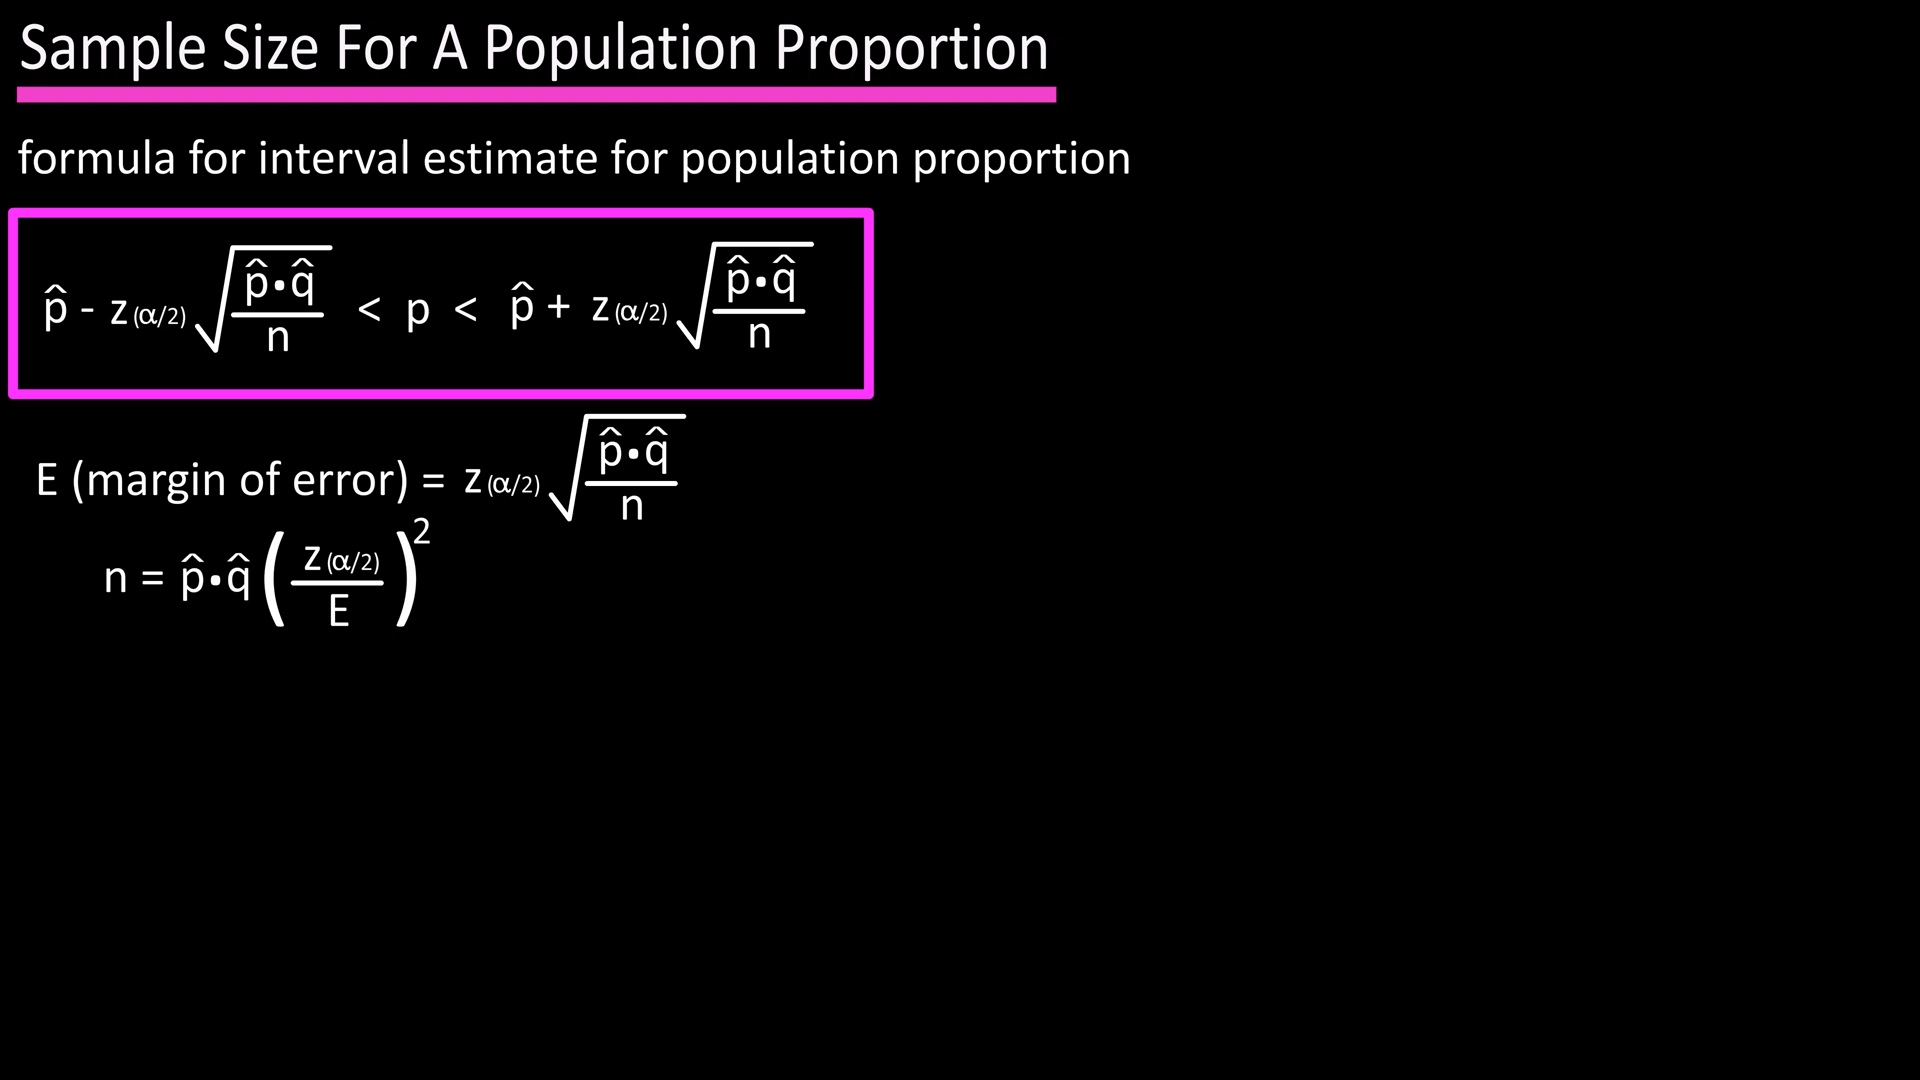 Sample Size For A Population Proportion
formula for interval estimate for population proportion
p̂ - z(α/2) √(p̂·q̂ / n) < p < p̂ + z(α/2) √(p̂·q̂ / n)
E (margin of error) = z(α/2) √(p̂·q̂ / n)
n = p̂·q̂ (z(α/2) / E)²